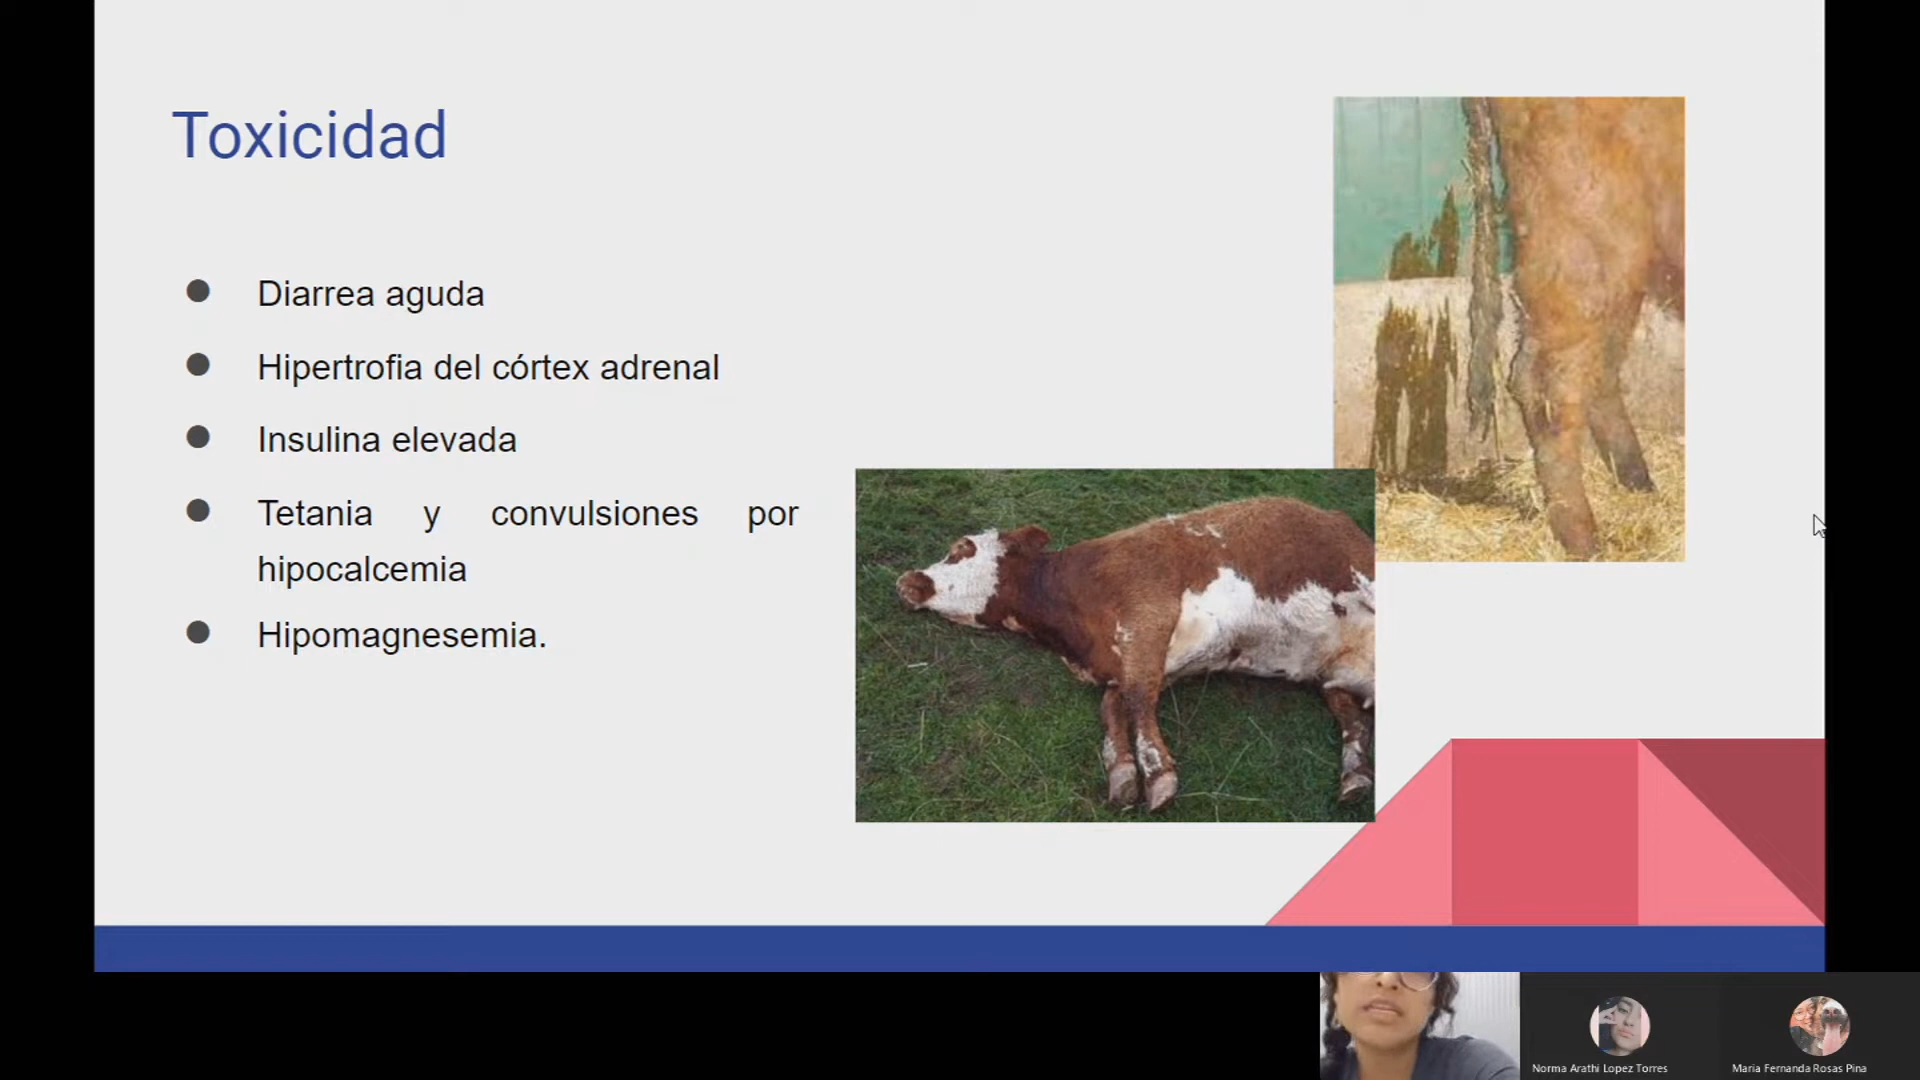 Toxicidad
Diarrea aguda
Hipertrofia del córtex adrenal
Insulina elevada
Tetania y convulsiones por
hipocalcemia
Hipomagnesemia.
Norma Arathi Lopez Torres
Maria Fernanda Rosas Pina